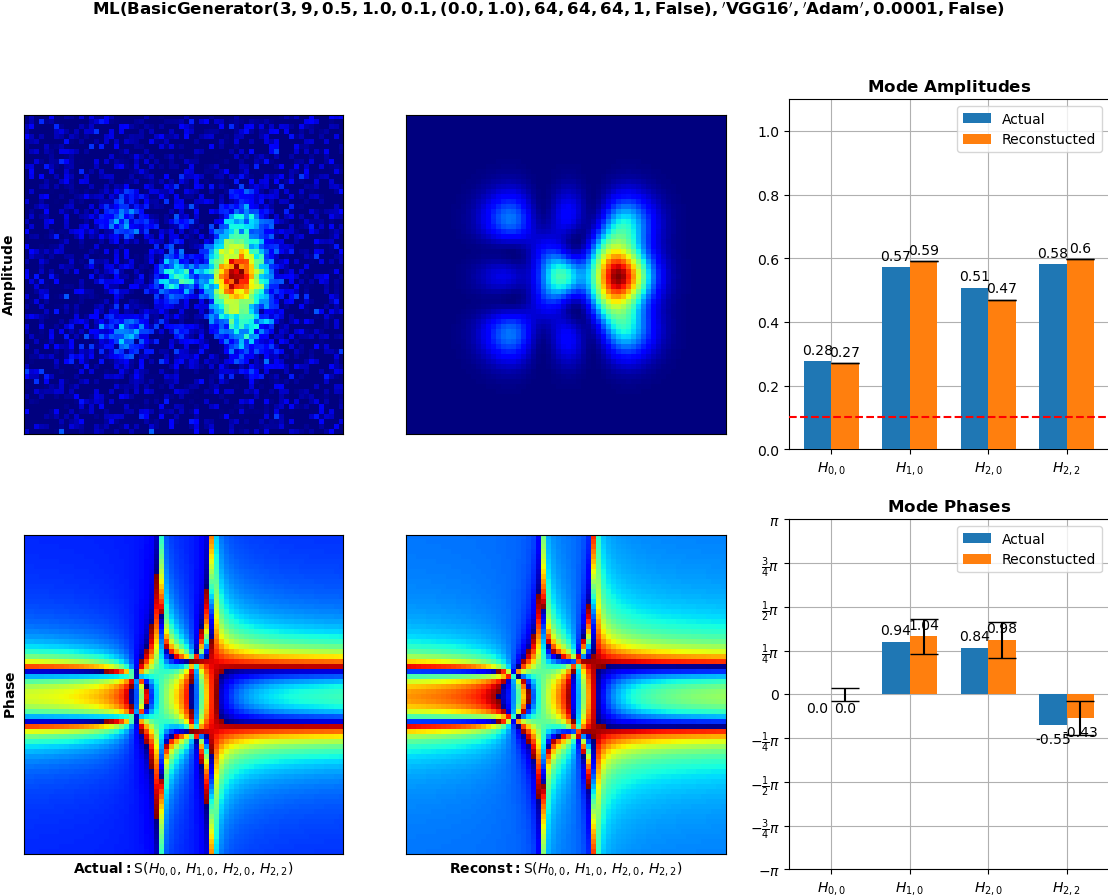 ML(BasicGenerator(3, 9, 0.5, 1.0, 0.1, (0.0, 1.0), 64, 64, 64, 1, False), ′VGG16′, ′Adam′, 0.0001, False)
Amplitude
Mode Amplitudes
Actual
Reconstucted
1.0
0.8
0.6
0.4
0.2
0.0
0.28
0.27
0.57
0.59
0.51
0.47
0.58
0.6
H0,0
H1,0
H2,0
H2,2
Phase
Mode Phases
Actual
Reconstucted
π
3/4 π
1/2 π
1/4 π
0
−1/4 π
−1/2 π
−3/4 π
−π
0.0
0.0
0.94
1.04
0.84
0.98
-0.55
-0.43
H0,0
H1,0
H2,0
H2,2
Actual: S(H0,0, H1,0, H2,0, H2,2)
Reconst: S(H0,0, H1,0, H2,0, H2,2)